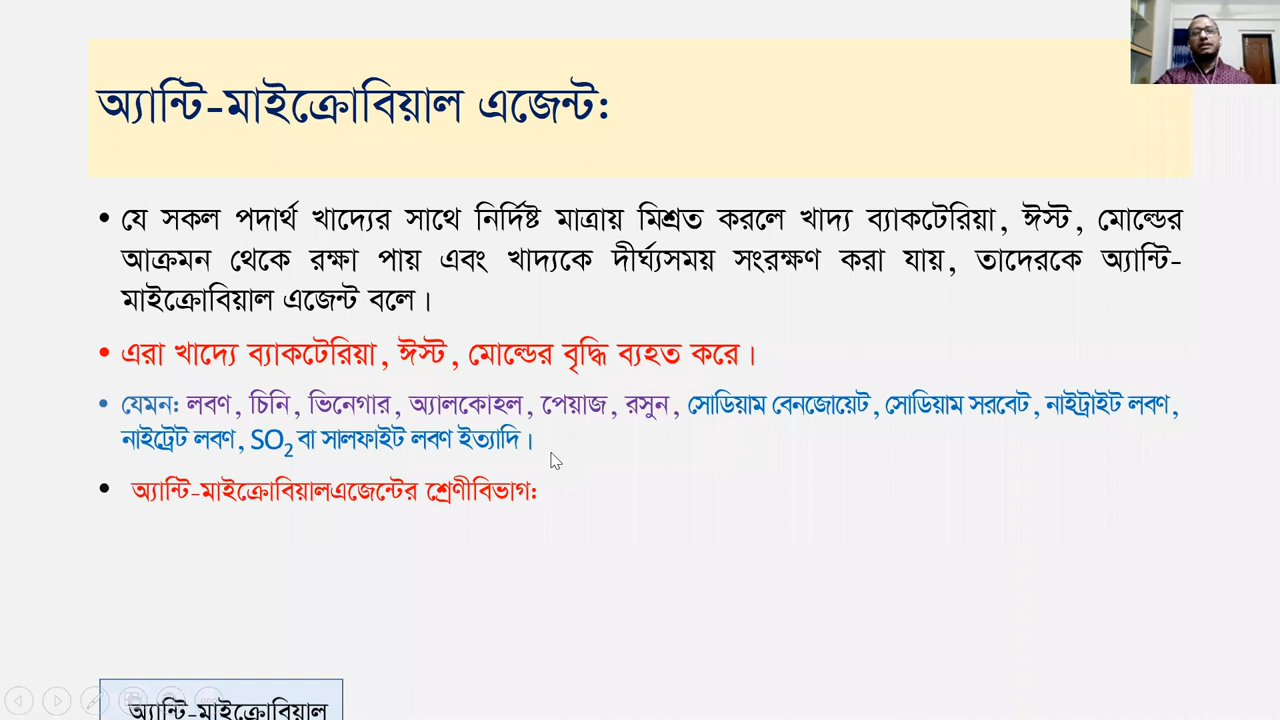 অ্যান্টি-মাইক্রোবিয়াল এজেন্ট:
• যে সকল পদার্থ খাদ্যের সাথে নির্দিষ্ট মাত্রায় মিশ্রত করলে খাদ্য ব্যাকটেরিয়া, ঈস্ট, মোল্ডের
আক্রমন থেকে রক্ষা পায় এবং খাদ্যকে দীর্ঘ্যসময় সংরক্ষণ করা যায়, তাদেরকে অ্যান্টি-
মাইক্রোবিয়াল এজেন্ট বলে।
• এরা খাদ্যে ব্যাকটেরিয়া, ঈস্ট, মোল্ডের বৃদ্ধি ব্যহত করে।
• যেমন: লবণ, চিনি, ভিনেগার, অ্যালকোহল, পেয়াজ, রসুন, সোডিয়াম বেনজোয়েট, সোডিয়াম সরবেট, নাইট্রাইট লবণ,
নাইট্রেট লবণ, SO₂ বা সালফাইট লবণ ইত্যাদি।
• অ্যান্টি-মাইক্রোবিয়ালএজেন্টের শ্রেণীবিভাগ:
অ্যান্টি-মাইক্রোবিয়াল